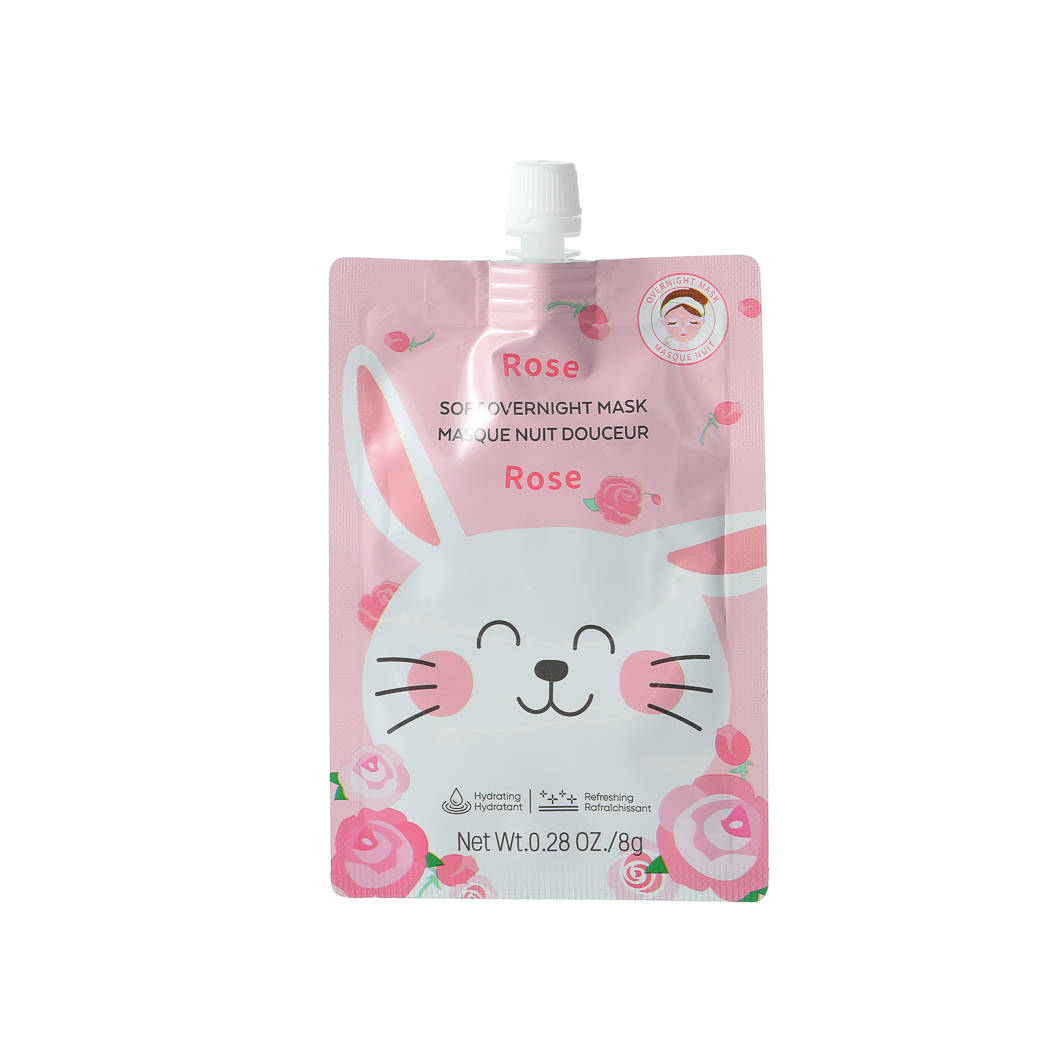 OVERNIGHT MASK
MASQUE NUIT
Rose
SOFT OVERNIGHT MASK
MASQUE NUIT DOUCEUR
Rose
Hydrating
Hydratant
Refreshing
Rafraîchissant
Net Wt.0.28 OZ./8g